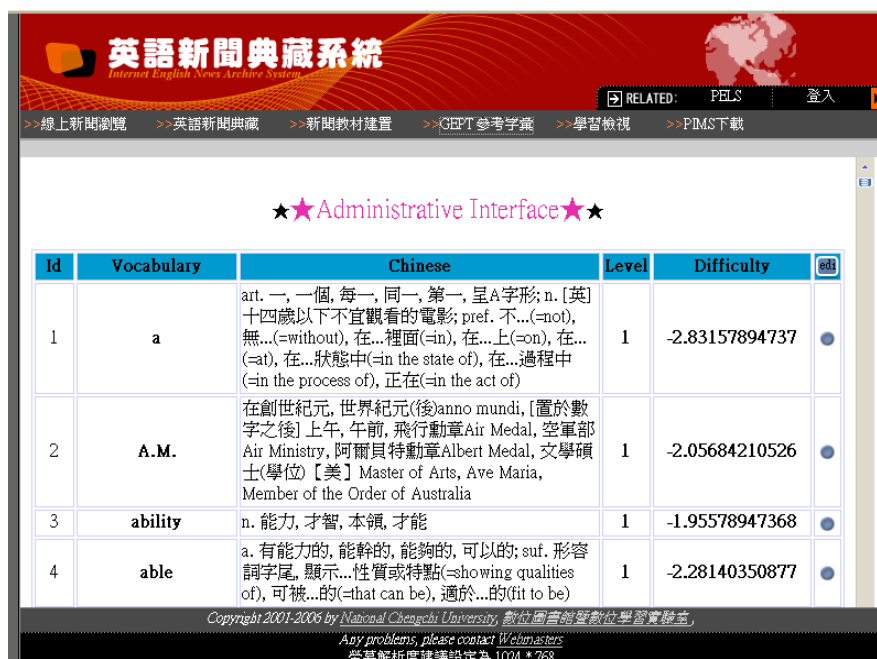 英語新聞典藏系統
Internet English News Archive System
RELATED: PELS 登入
>>線上新聞瀏覽 >>英語新聞典藏 >>新聞教材建置 >>GEPT參考字彙 >>學習檢視 >>PIMS下載
★★Administrative Interface★★
Id Vocabulary Chinese Level Difficulty edi
art. 一, 一個, 每一, 同一, 第一, 呈A字形; n. [英]
十四歲以下不宜觀看的電影; pref. 不...(=not),
無...(=without), 在...裡面(=in), 在...上(=on), 在...
(=at), 在...狀態中(=in the state of), 在...過程中
(=in the process of), 正在(=in the act of)
1 a 1 -2.83157894737
在創世紀元, 世界紀元(後)anno mundi, [置於數
字之後] 上午, 午前, 飛行勳章Air Medal, 空軍部
Air Ministry, 阿爾貝特勳章Albert Medal, 文學碩
士(學位)【美】Master of Arts, Ave Maria,
Member of the Order of Australia
2 A.M. 1 -2.05684210526
3 ability n. 能力, 才智, 本領, 才能 1 -1.95578947368
a. 有能力的, 能幹的, 能夠的, 可以的; suf. 形容
詞字尾, 顯示...性質或特點(=showing qualities
of), 可被...的(=that can be), 適於...的(fit to be)
4 able 1 -2.28140350877
Copyright 2001-2006 by National Chengchi University, 數位圖書館暨數位學習實驗室,
Any problems, please contact Webmasters
螢幕解析度建議設定為 1024 * 768